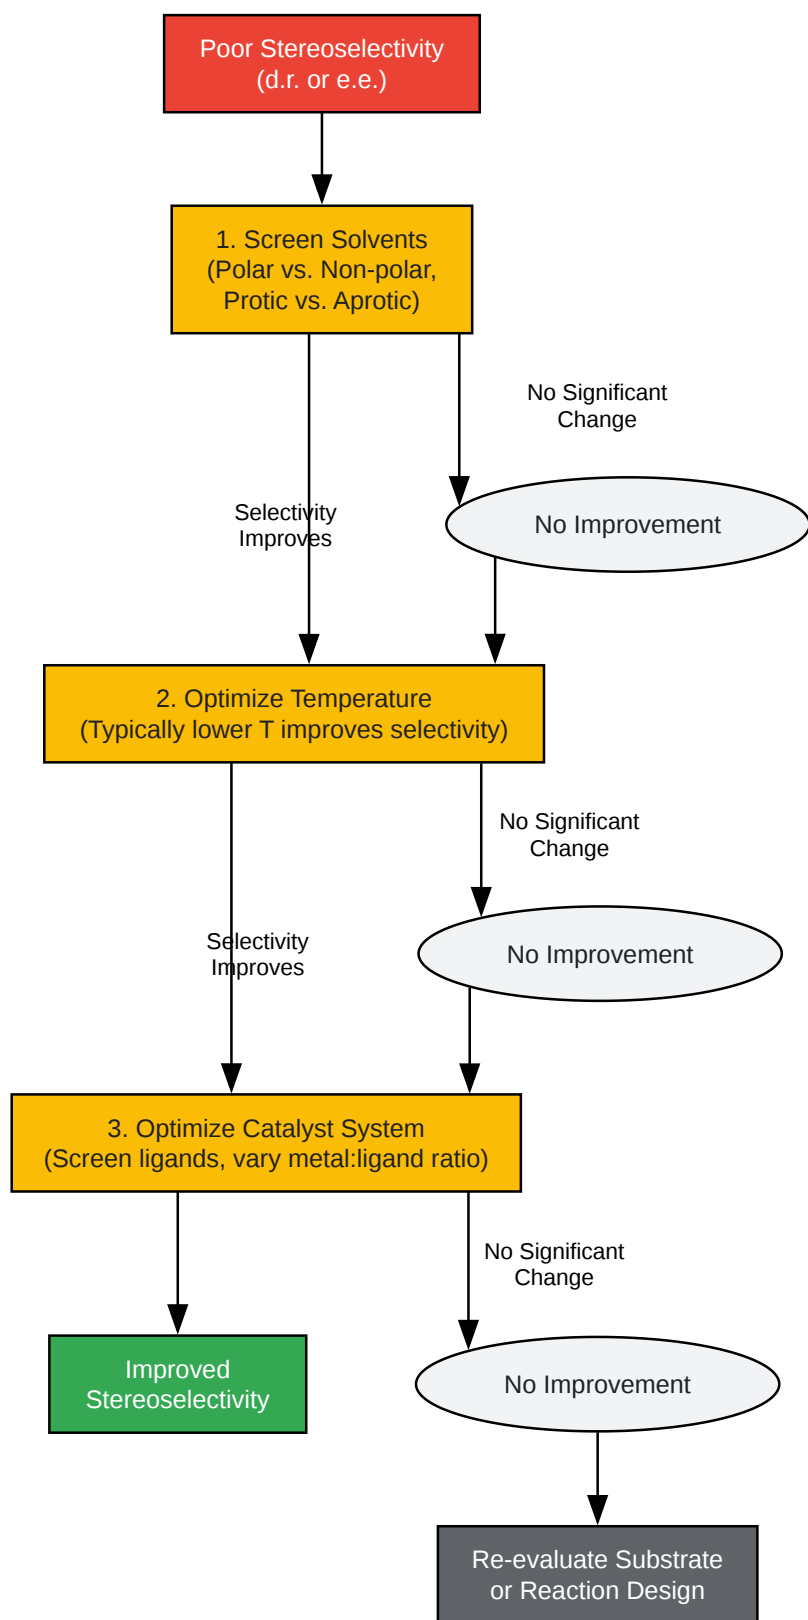 Poor Stereoselectivity
(d.r. or e.e.)
1. Screen Solvents
(Polar vs. Non-polar,
Protic vs. Aprotic)
No Significant
Change
Selectivity
Improves
No Improvement
2. Optimize Temperature
(Typically lower T improves selectivity)
No Significant
Change
Selectivity
Improves
No Improvement
3. Optimize Catalyst System
(Screen ligands, vary metal:ligand ratio)
No Significant
Change
Improved
Stereoselectivity
No Improvement
Re-evaluate Substrate
or Reaction Design